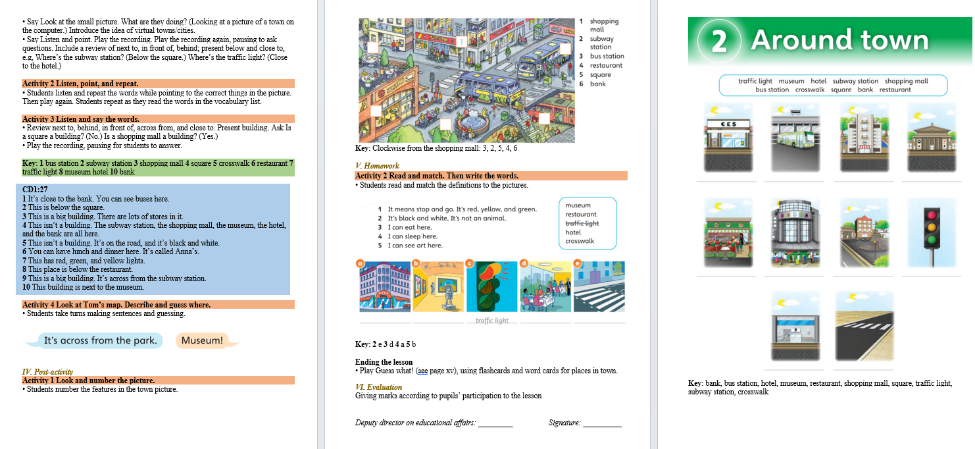 • Say Look at the small picture. What are they doing? (Looking at a picture of a town on
the computer.) Introduce the idea of virtual towns/cities.
• Say Listen and point. Play the recording. Play the recording again, pausing to ask
questions. Include a review of next to, in front of, behind; present below and close to,
e.g, Where's the subway station? (Below the square.) Where's the traffic light? (Close
to the hotel.)
Activity 2 Listen, point, and repeat.
• Students listen and repeat the words while pointing to the correct things in the picture.
Then play again. Students repeat as they read the words in the vocabulary list.
Activity 3 Listen and say the words.
• Review next to, behind, in front of, across from, and close to. Present building. Ask Is
a square a building? (No.) Is a shopping mall a building? (Yes.)
• Play the recording, pausing for students to answer.
Key: 1 bus station 2 subway station 3 shopping mall 4 square 5 crosswalk 6 restaurant 7
traffic light 8 museum hotel 10 bank
CD1:27
1 It's close to the bank. You can see buses here.
2 This is below the square.
3 This is a big building. There are lots of stores in it.
4 This isn't a building. The subway station, the shopping mall, the museum, the hotel,
and the bank are all here.
5 This isn't a building. It's on the road, and it's black and white.
6 You can have lunch and dinner here. It's called Anna's.
7 This has red, green, and yellow lights.
8 This place is below the restaurant.
9 This is a big building. It's across from the subway station.
10 This building is next to the museum.
Activity 4 Look at Tom's map. Describe and guess where.
• Students take turns making sentences and guessing.
It's across from the park. Museum!
IV. Post-activity
Activity 1 Look and number the picture.
• Students number the features in the town picture.
1 shopping
mall
2 subway
station
3 bus station
4 restaurant
5 square
6 bank
1
Key: Clockwise from the shopping mall: 3, 2, 5, 4, 6
V. Homework
Activity 2 Read and match. Then write the words.
• Students read and match the definitions to the pictures.
1 It means stop and go. It's red, yellow, and green.
2 It's black and white. It's not an animal.
3 I can eat here.
4 I can sleep here.
5 I can see art here.
museum
restaurant
traffic light
hotel
crosswalk
a b c d e
traffic light
Key: 2 e 3 d 4 a 5 b
Ending the lesson
• Play Guess what! (see page xv), using flashcards and word cards for places in town.
VI. Evaluation
Giving marks according to pupils' participation to the lesson
Deputy director on educational affairs: ________ Signature: ________
2 Around town
traffic light museum hotel subway station shopping mall
bus station crosswalk square bank restaurant
£€$
Key: bank, bus station, hotel, museum, restaurant, shopping mall, square, traffic light,
subway station, crosswalk